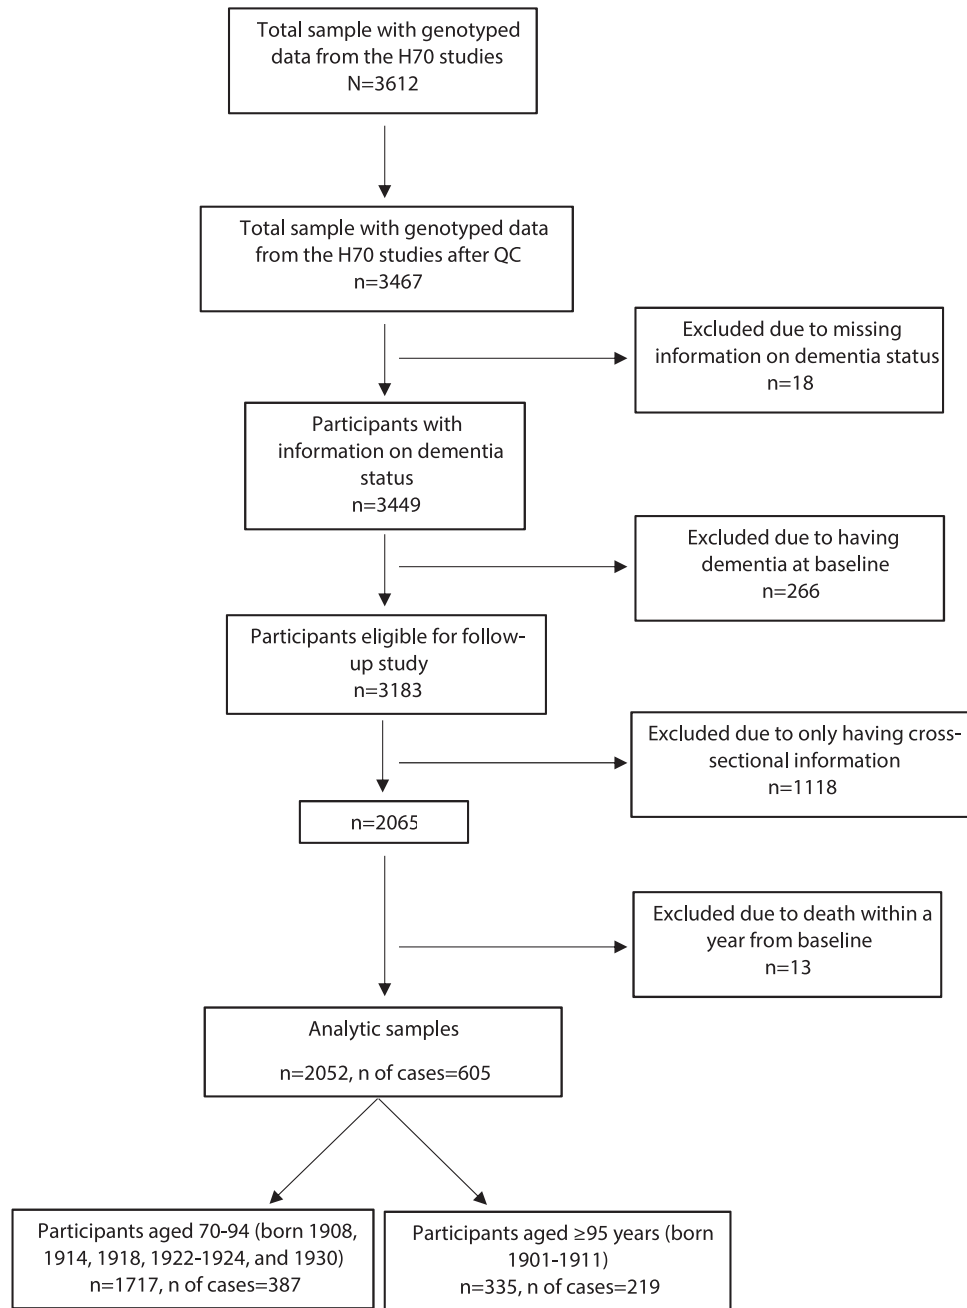 Total sample with genotyped
data from the H70 studies
N=3612
Total sample with genotyped data
from the H70 studies after QC
n=3467
Excluded due to missing
information on dementia status
n=18
Participants with
information on dementia
status
n=3449
Excluded due to having
dementia at baseline
n=266
Participants eligible for follow-
up study
n=3183
Excluded due to only having cross-
sectional information
n=1118
n=2065
Excluded due to death within a
year from baseline
n=13
Analytic samples
n=2052, n of cases=605
Participants aged 70-94 (born 1908,
1914, 1918, 1922-1924, and 1930)
n=1717, n of cases=387
Participants aged ≥95 years (born
1901-1911)
n=335, n of cases=219